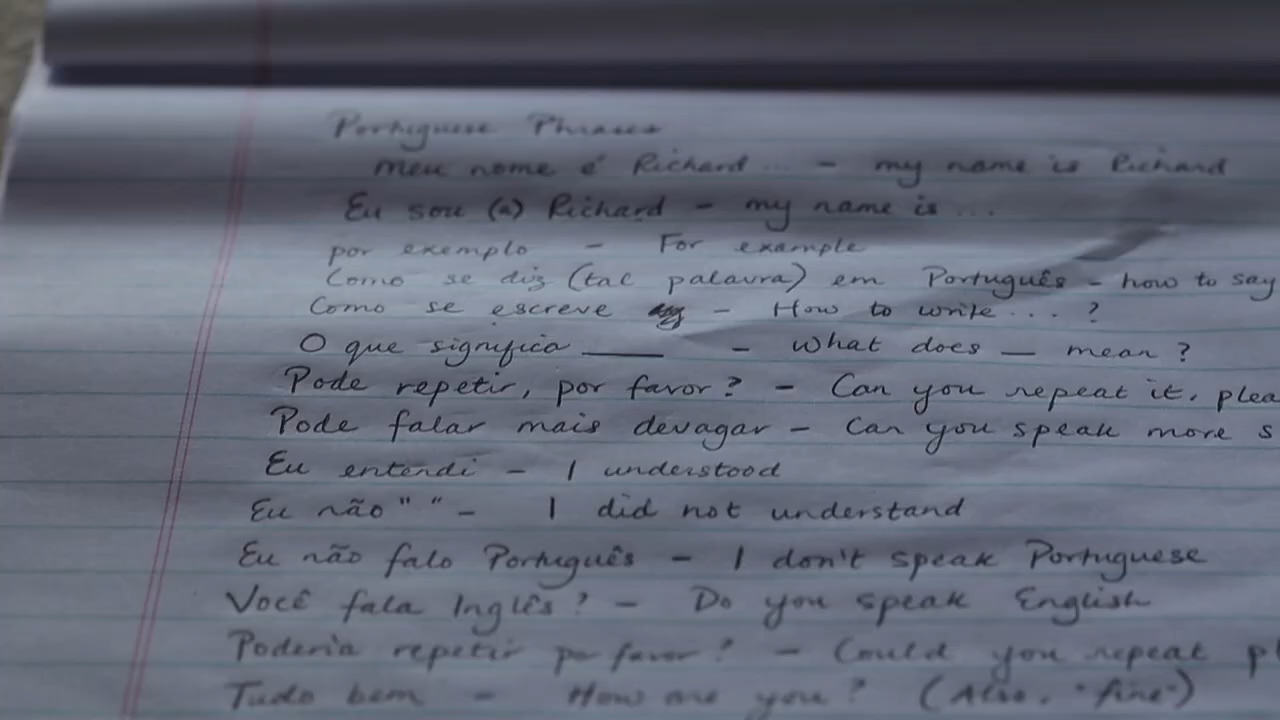 Portuguese Phrases
Meu nome é Richard ... - my name is Richard
Eu sou (a) Richard - my name is ...
por exemplo - For example
Como se diz (tal palavra) em Português - how to say
Como se escreve - How to write ... ?
O que significa ____ - What does __ mean?
Pode repetir, por favor? - Can you repeat it, plea
Pode falar mais devagar - Can you speak more s
Eu entendi - I understood
Eu não " " - I did not understand
Eu não falo Português - I don't speak Portuguese
Você fala Inglês? - Do you speak English
Poderia repetir por favor? - Could you repeat pl
Tudo bem - How are you? (Also, "fine")